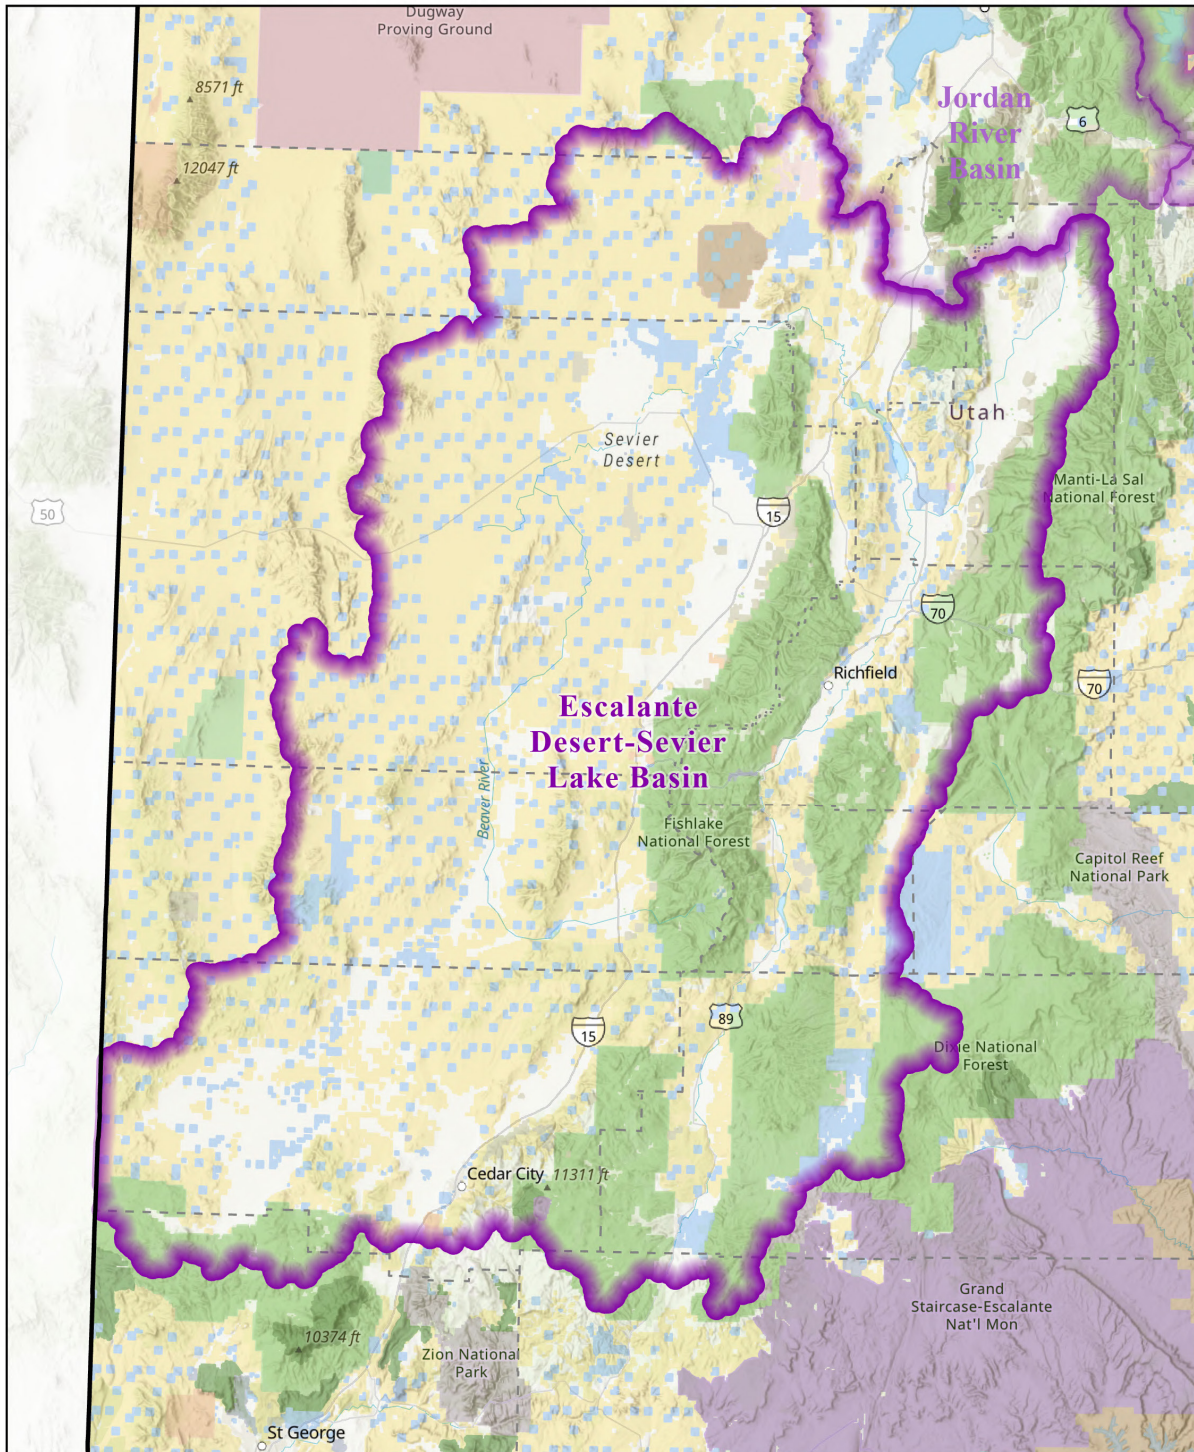 Dugway
Proving Ground
8571 ft
Jordan
River
Basin
6
12047 ft
Utah
Sevier
Desert
Manti-La Sal
National Forest
50
15
70
Richfield
70
Escalante
Desert-Sevier
Lake Basin
Beaver River
Fishlake
National Forest
Capitol Reef
National Park
89
15
Dixie National
Forest
Cedar City
11311 ft
Grand
Staircase-Escalante
Nat'l Mon
10374 ft
Zion National
Park
St George